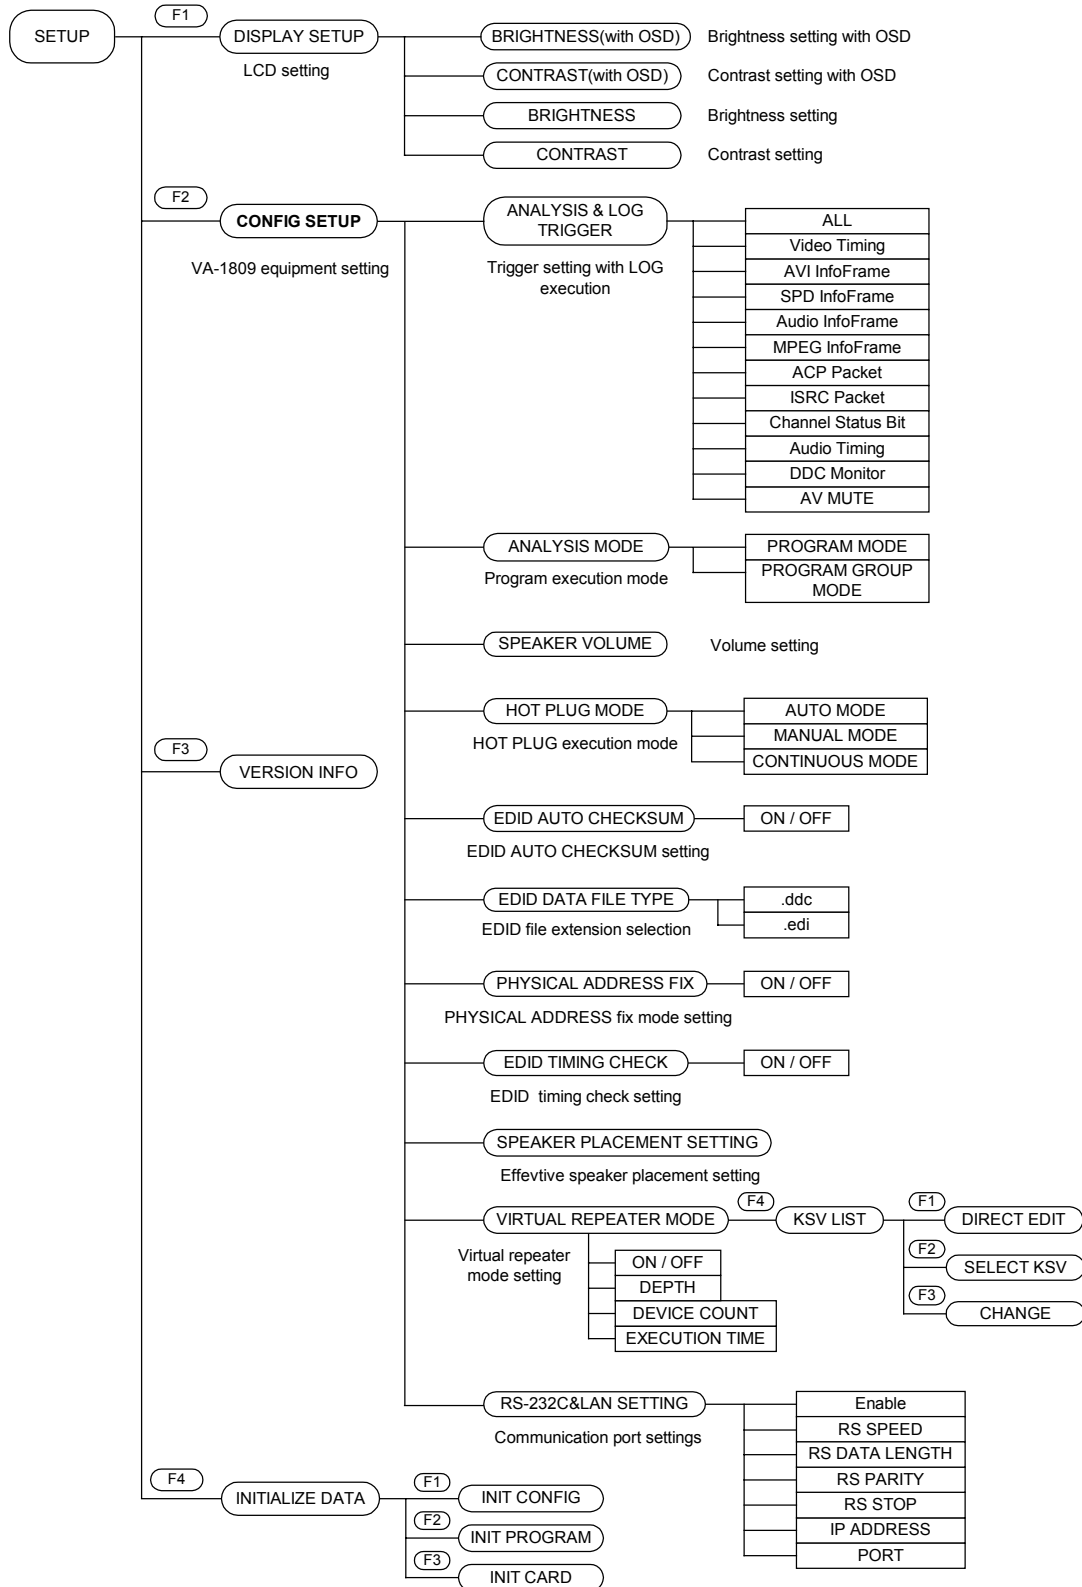 SETUP
F1
DISPLAY SETUP
LCD setting
BRIGHTNESS(with OSD)
Brightness setting with OSD
CONTRAST(with OSD)
Contrast setting with OSD
BRIGHTNESS
Brightness setting
CONTRAST
Contrast setting
F2
CONFIG SETUP
VA-1809 equipment setting
ANALYSIS & LOG
TRIGGER
Trigger setting with LOG
execution
ALL
Video Timing
AVI InfoFrame
SPD InfoFrame
Audio InfoFrame
MPEG InfoFrame
ACP Packet
ISRC Packet
Channel Status Bit
Audio Timing
DDC Monitor
AV MUTE
ANALYSIS MODE
Program execution mode
PROGRAM MODE
PROGRAM GROUP
MODE
SPEAKER VOLUME
Volume setting
HOT PLUG MODE
HOT PLUG execution mode
AUTO MODE
MANUAL MODE
CONTINUOUS MODE
F3
VERSION INFO
EDID AUTO CHECKSUM
ON / OFF
EDID AUTO CHECKSUM setting
EDID DATA FILE TYPE
EDID file extension selection
.ddc
.edi
PHYSICAL ADDRESS FIX
ON / OFF
PHYSICAL ADDRESS fix mode setting
EDID TIMING CHECK
ON / OFF
EDID  timing check setting
SPEAKER PLACEMENT SETTING
Effevtive speaker placement setting
VIRTUAL REPEATER MODE
Virtual repeater
mode setting
ON / OFF
DEPTH
DEVICE COUNT
EXECUTION TIME
F4
KSV LIST
F1
DIRECT EDIT
F2
SELECT KSV
F3
CHANGE
RS-232C&LAN SETTING
Communication port settings
Enable
RS SPEED
RS DATA LENGTH
RS PARITY
RS STOP
IP ADDRESS
PORT
F4
INITIALIZE DATA
F1
INIT CONFIG
F2
INIT PROGRAM
F3
INIT CARD